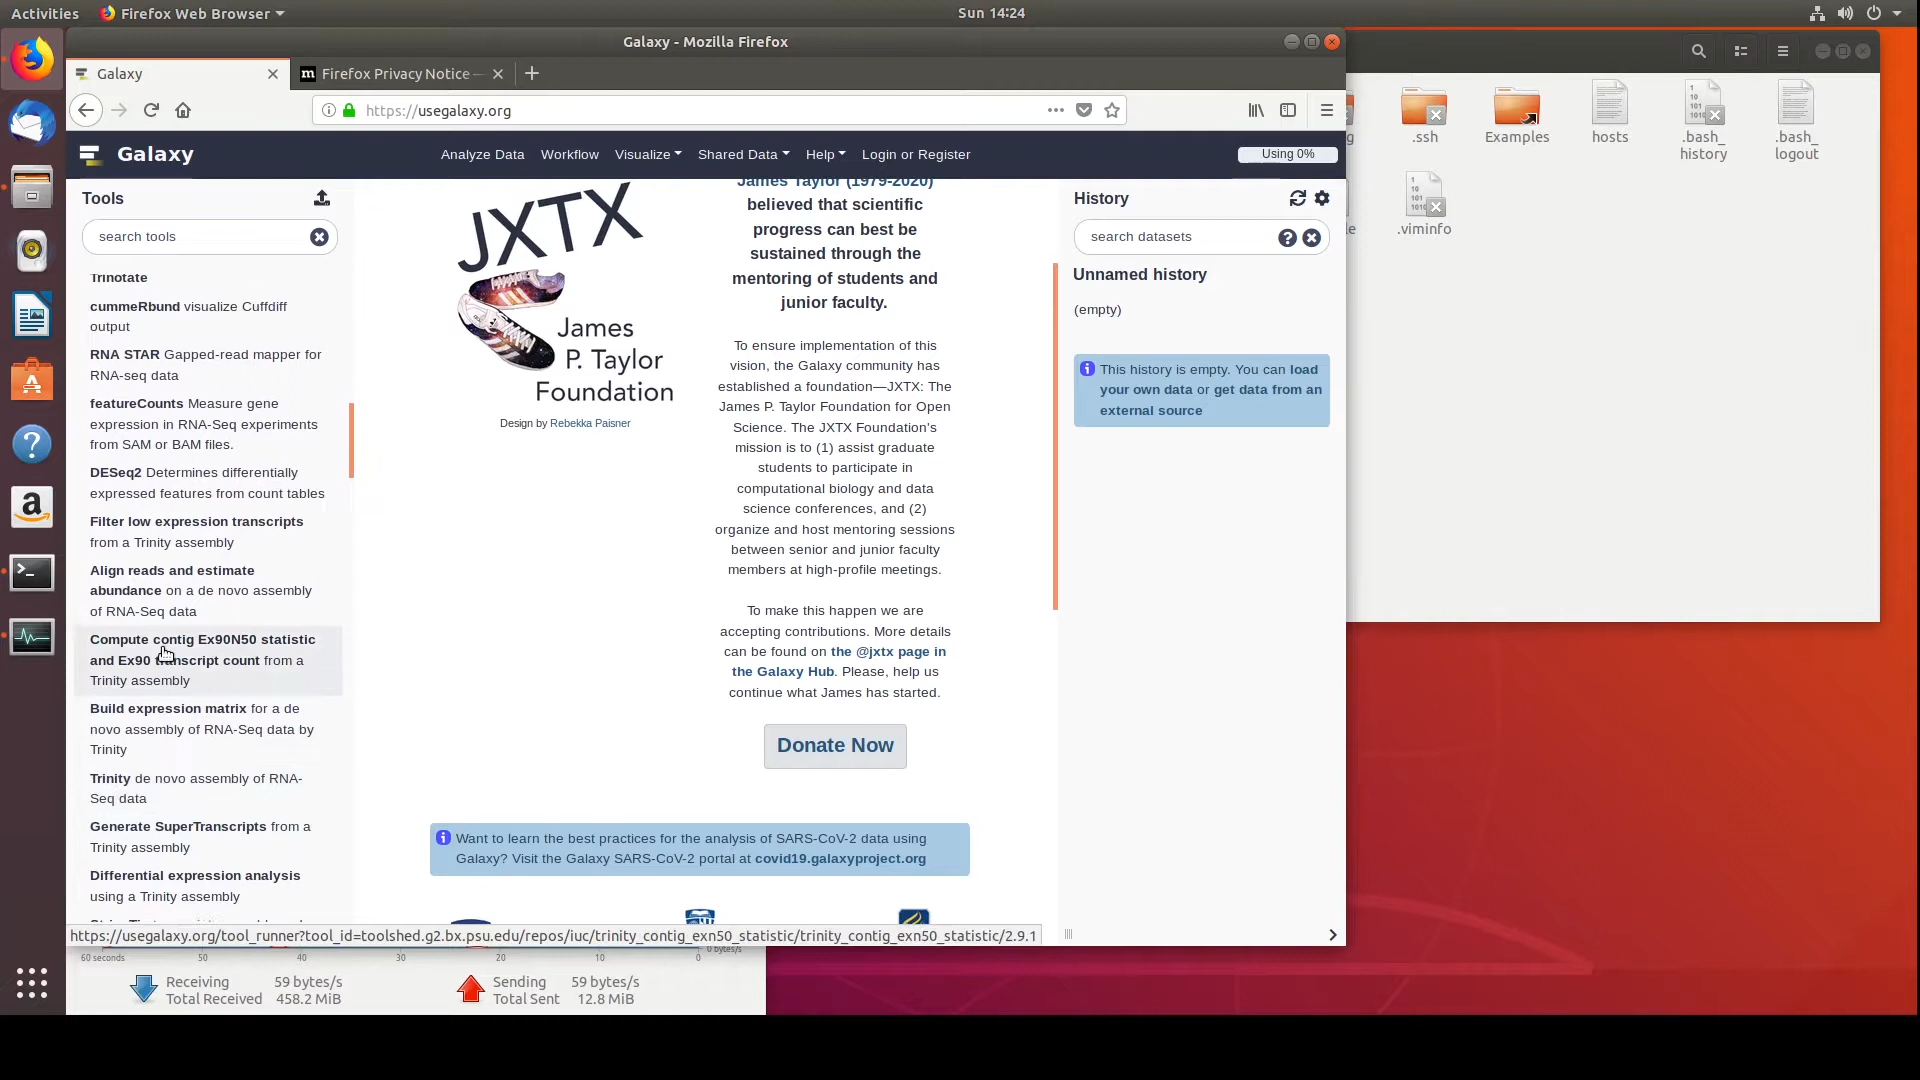 Activities
Firefox Web Browser
Sun 14:24
Galaxy - Mozilla Firefox
Galaxy
Firefox Privacy Notice —
https://usegalaxy.org
Galaxy
Analyze Data
Workflow
Visualize
Shared Data
Help
Login or Register
Using 0%
Tools
search tools
Trinotate
cummeRbund visualize Cuffdiff
output
RNA STAR Gapped-read mapper for
RNA-seq data
featureCounts Measure gene
expression in RNA-Seq experiments
from SAM or BAM files.
DESeq2 Determines differentially
expressed features from count tables
Filter low expression transcripts
from a Trinity assembly
Align reads and estimate
abundance on a de novo assembly
of RNA-Seq data
Compute contig Ex90N50 statistic
and Ex90 transcript count from a
Trinity assembly
Build expression matrix for a de
novo assembly of RNA-Seq data by
Trinity
Trinity de novo assembly of RNA-
Seq data
Generate SuperTranscripts from a
Trinity assembly
Differential expression analysis
using a Trinity assembly
JXTX
James
P. Taylor
Foundation
Design by Rebekka Paisner
James Taylor (1979-2020)
believed that scientific
progress can best be
sustained through the
mentoring of students and
junior faculty.
To ensure implementation of this
vision, the Galaxy community has
established a foundation—JXTX: The
James P. Taylor Foundation for Open
Science. The JXTX Foundation's
mission is to (1) assist graduate
students to participate in
computational biology and data
science conferences, and (2)
organize and host mentoring sessions
between senior and junior faculty
members at high-profile meetings.
To make this happen we are
accepting contributions. More details
can be found on the @jxtx page in
the Galaxy Hub. Please, help us
continue what James has started.
Donate Now
Want to learn the best practices for the analysis of SARS-CoV-2 data using
Galaxy? Visit the Galaxy SARS-CoV-2 portal at covid19.galaxyproject.org
History
search datasets
Unnamed history
(empty)
This history is empty. You can load
your own data or get data from an
external source
https://usegalaxy.org/tool_runner?tool_id=toolshed.g2.bx.psu.edu/repos/iuc/trinity_contig_exn50_statistic/trinity_contig_exn50_statistic/2.9.1
g
.ssh
Examples
hosts
.bash_
history
.bash_
logout
le
.viminfo
0 bytes/s
60 seconds
50
40
30
20
10
0
Receiving
59 bytes/s
Total Received
458.2 MiB
Sending
59 bytes/s
Total Sent
12.8 MiB